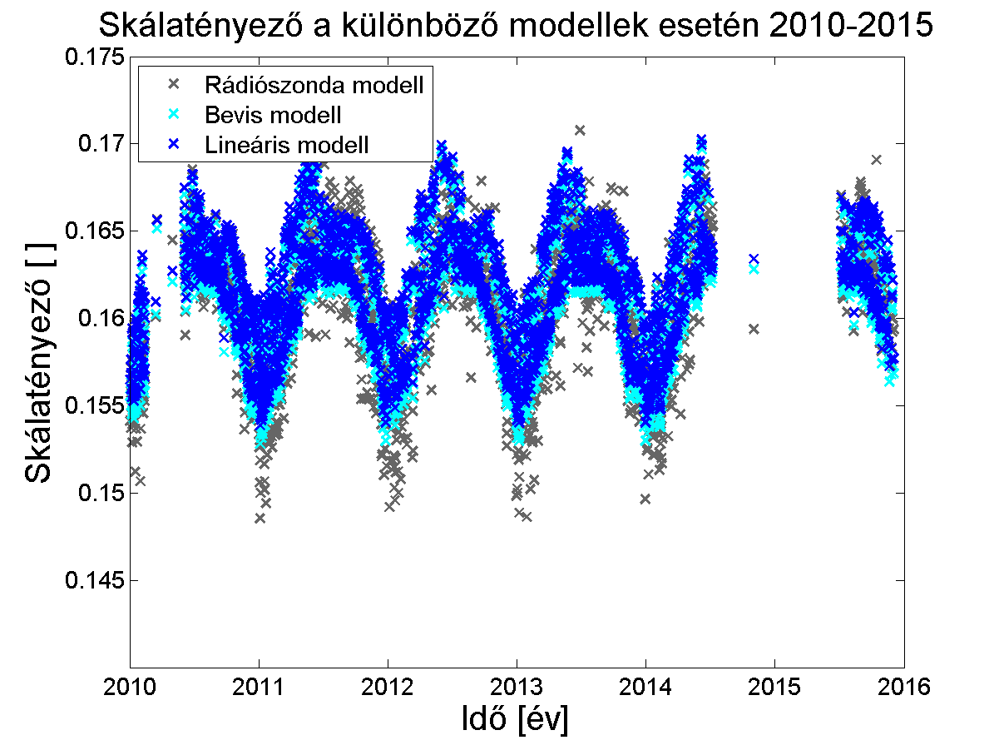 Skálatényező a különböző modellek esetén 2010-2015
0.175
Rádiószonda modell
Bevis modell
Lineáris modell
0.17
0.165
0.16
0.155
0.15
0.145
Skálatényező [ ]
2010 2011 2012 2013 2014 2015 2016
Idő [év]